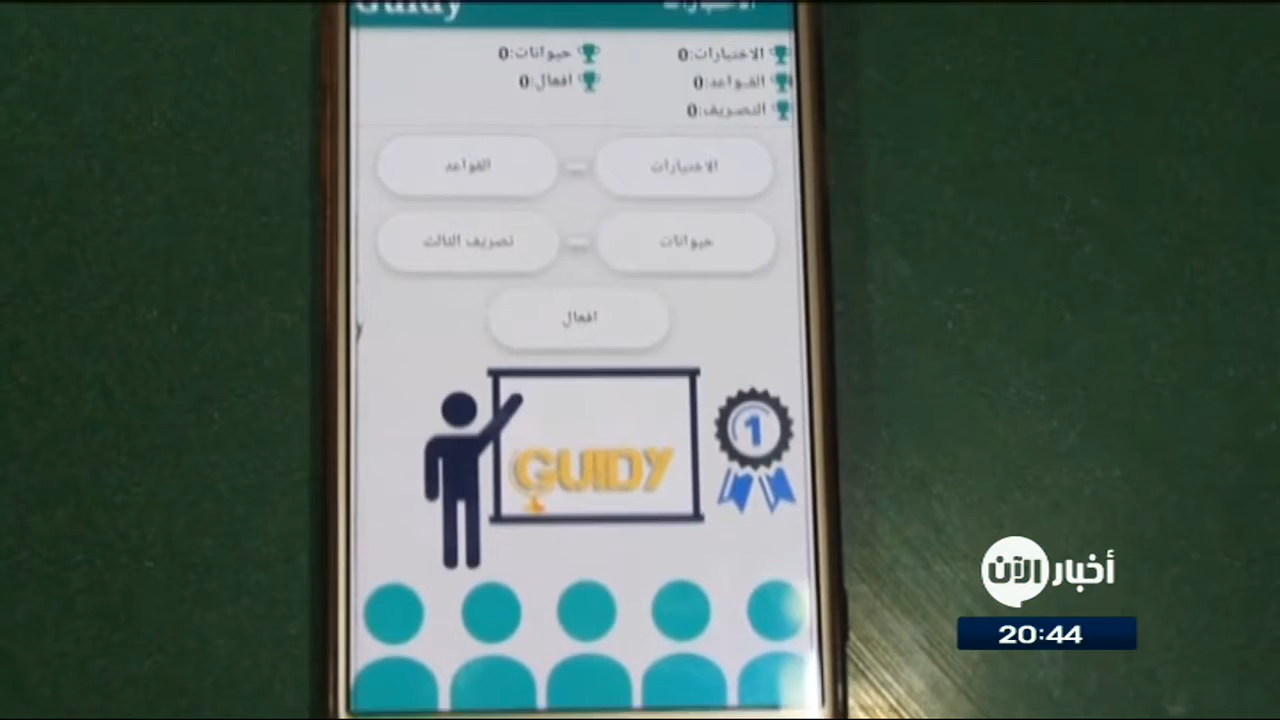 Guidy الاختبارات
الاختبارات:0 حيوانات:0
القواعد:0 افعال:0
التصريف:0
الاختبارات القواعد
حيوانات تصريف الثالث
افعال
GUIDY
1
أخبار الآن
20:44